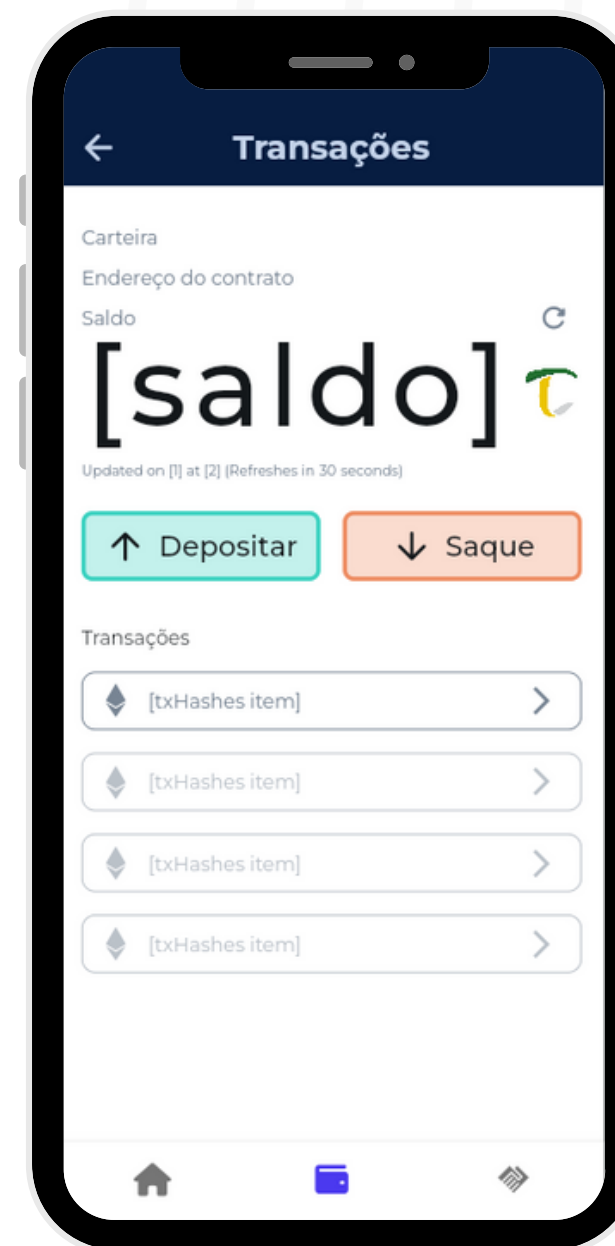 Transações
Carteira
Endereço do contrato
Saldo
[saldo]
Updated on [1] at [2] (Refreshes in 30 seconds)
Depositar
Saque
Transações
[txHashes item]
[txHashes item]
[txHashes item]
[txHashes item]